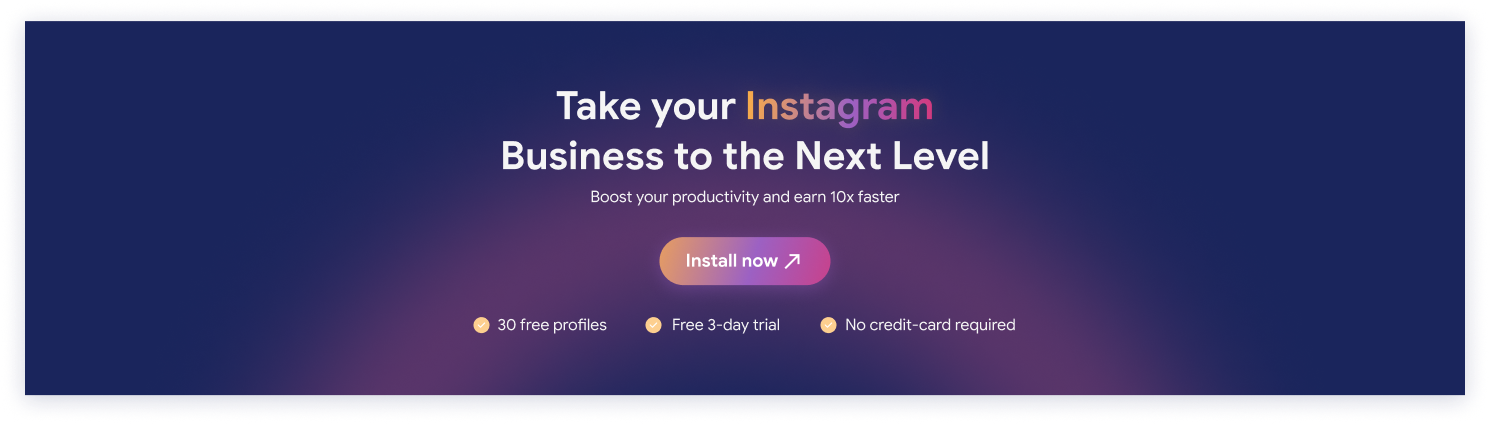 Take your Instagram
Business to the Next Level
Boost your productivity and earn 10x faster
Install now
30 free profiles
Free 3-day trial
No credit-card required